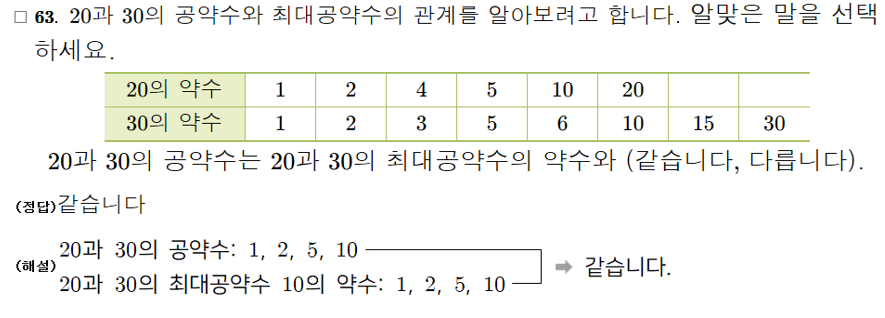 □ 63. 20과 30의 공약수와 최대공약수의 관계를 알아보려고 합니다. 알맞은 말을 선택
하세요.
20의 약수 1 2 4 5 10 20
30의 약수 1 2 3 5 6 10 15 30
20과 30의 공약수는 20과 30의 최대공약수의 약수와 (같습니다, 다릅니다).
(정답)같습니다
20과 30의 공약수: 1, 2, 5, 10
(해설) ➡ 같습니다.
20과 30의 최대공약수 10의 약수: 1, 2, 5, 10